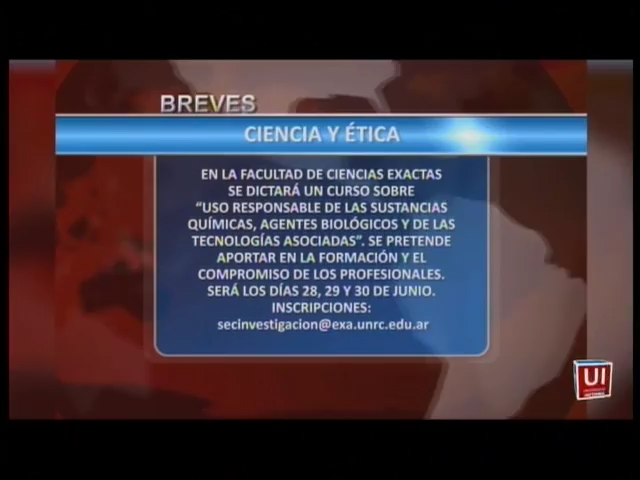 BREVES
CIENCIA Y ÉTICA
EN LA FACULTAD DE CIENCIAS EXACTAS
SE DICTARÁ UN CURSO SOBRE
“USO RESPONSABLE DE LAS SUSTANCIAS
QUÍMICAS, AGENTES BIOLÓGICOS Y DE LAS
TECNOLOGÍAS ASOCIADAS”. SE PRETENDE
APORTAR EN LA FORMACIÓN Y EL
COMPROMISO DE LOS PROFESIONALES.
SERÁ LOS DÍAS 28, 29 Y 30 DE JUNIO.
INSCRIPCIONES:
secinvestigacion@exa.unrc.edu.ar
UI